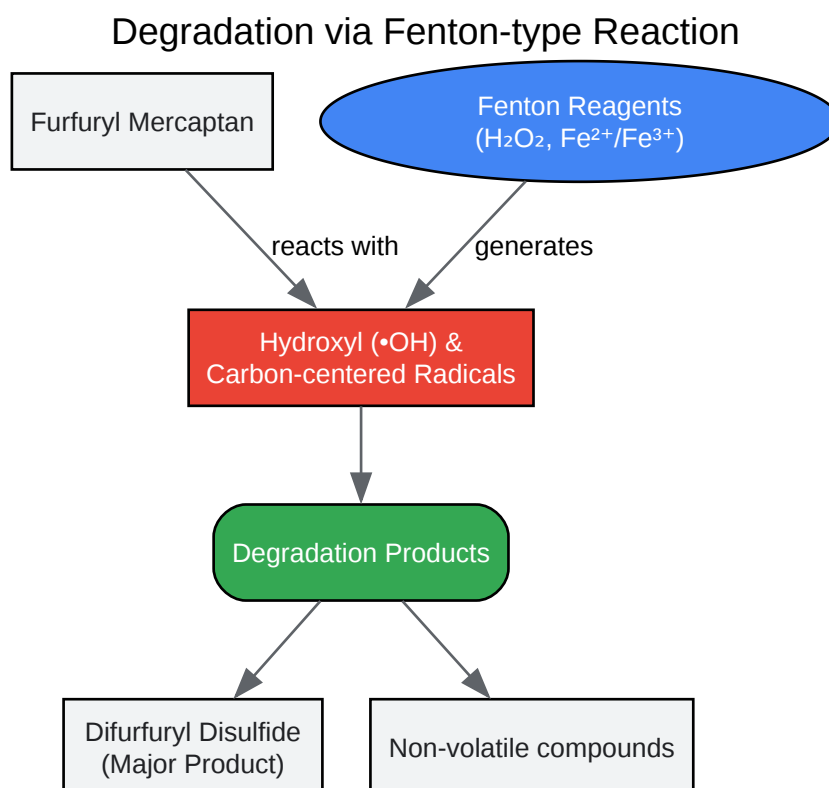 Degradation via Fenton-type Reaction
Furfuryl Mercaptan
Fenton Reagents
(H₂O₂, Fe²⁺/Fe³⁺)
reacts with
generates
Hydroxyl (•OH) &
Carbon-centered Radicals
Degradation Products
Difurfuryl Disulfide
(Major Product)
Non-volatile compounds